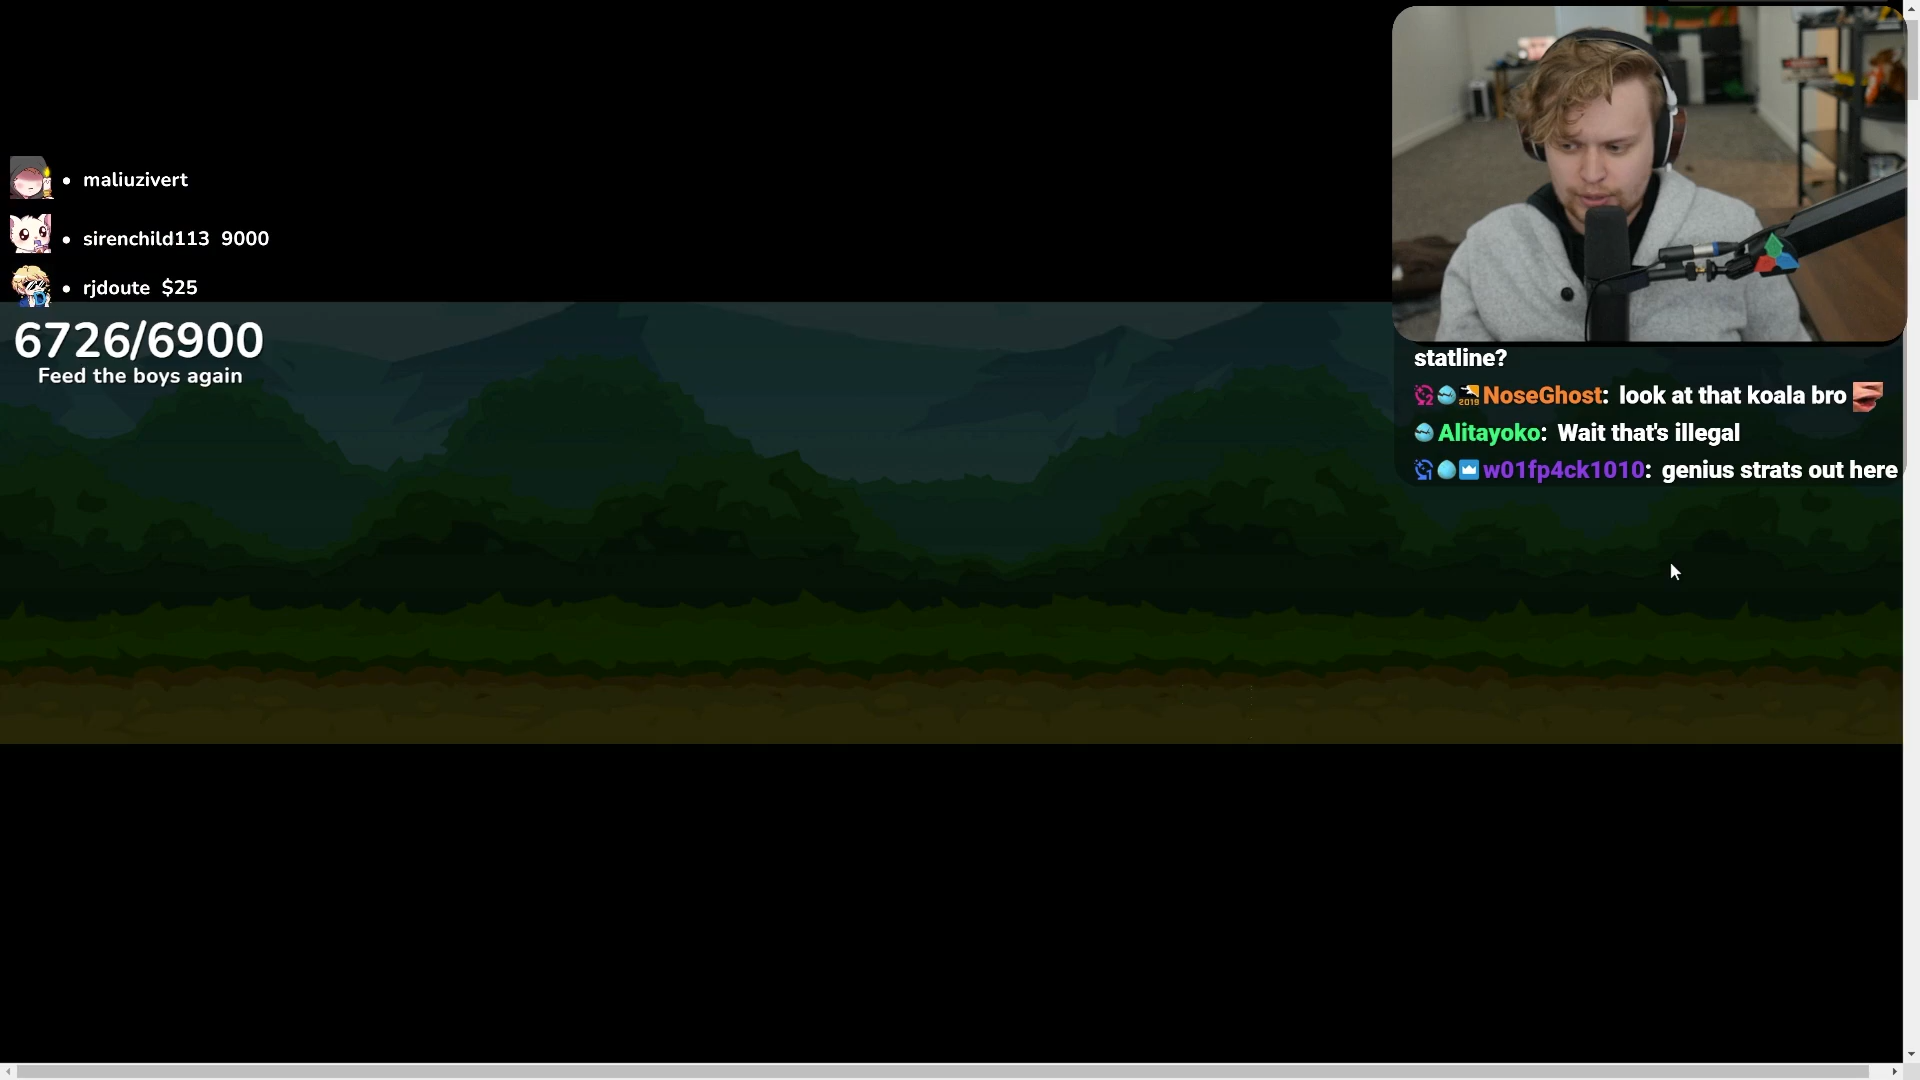 maliuzivert
sirenchild113 9000
rjdoute $25
6726/6900
Feed the boys again
statline?
2019 NoseGhost: look at that koala bro
Alitayoko: Wait that's illegal
w01fp4ck1010: genius strats out here